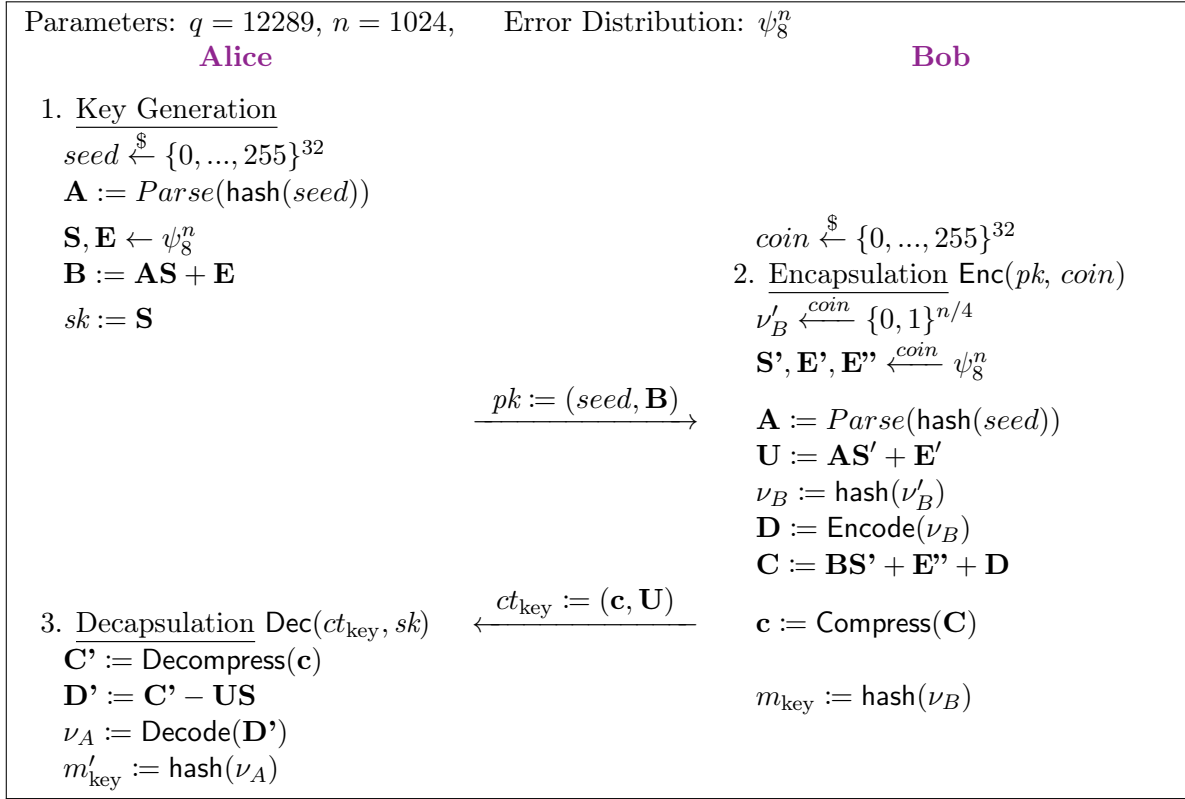 Parameters: q = 12289, n = 1024, Error Distribution: ψ₈ⁿ
Alice
Bob
1. Key Generation
seed ←$ {0, ..., 255}³²
A := Parse(hash(seed))
S, E ← ψ₈ⁿ
B := AS + E
sk := S
coin ←$ {0, ..., 255}³²
2. Encapsulation Enc(pk, coin)
ν′_B ←coin {0, 1}^{n/4}
S’, E’, E” ←coin ψ₈ⁿ
pk := (seed, B)
A := Parse(hash(seed))
U := AS′ + E′
ν_B := hash(ν′_B)
D := Encode(ν_B)
C := BS’ + E” + D
ct_key := (c, U)
c := Compress(C)
m_key := hash(ν_B)
3. Decapsulation Dec(ct_key, sk)
C’ := Decompress(c)
D’ := C’ − US
ν_A := Decode(D’)
m′_key := hash(ν_A)